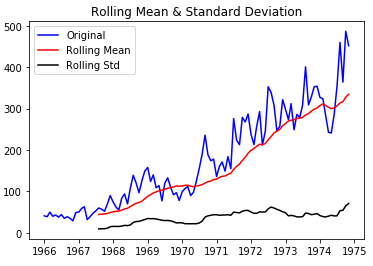 Rolling Mean & Standard Deviation
Original
Rolling Mean
Rolling Std
500
400
300
200
100
0
1966 1967 1968 1969 1970 1971 1972 1973 1974 1975